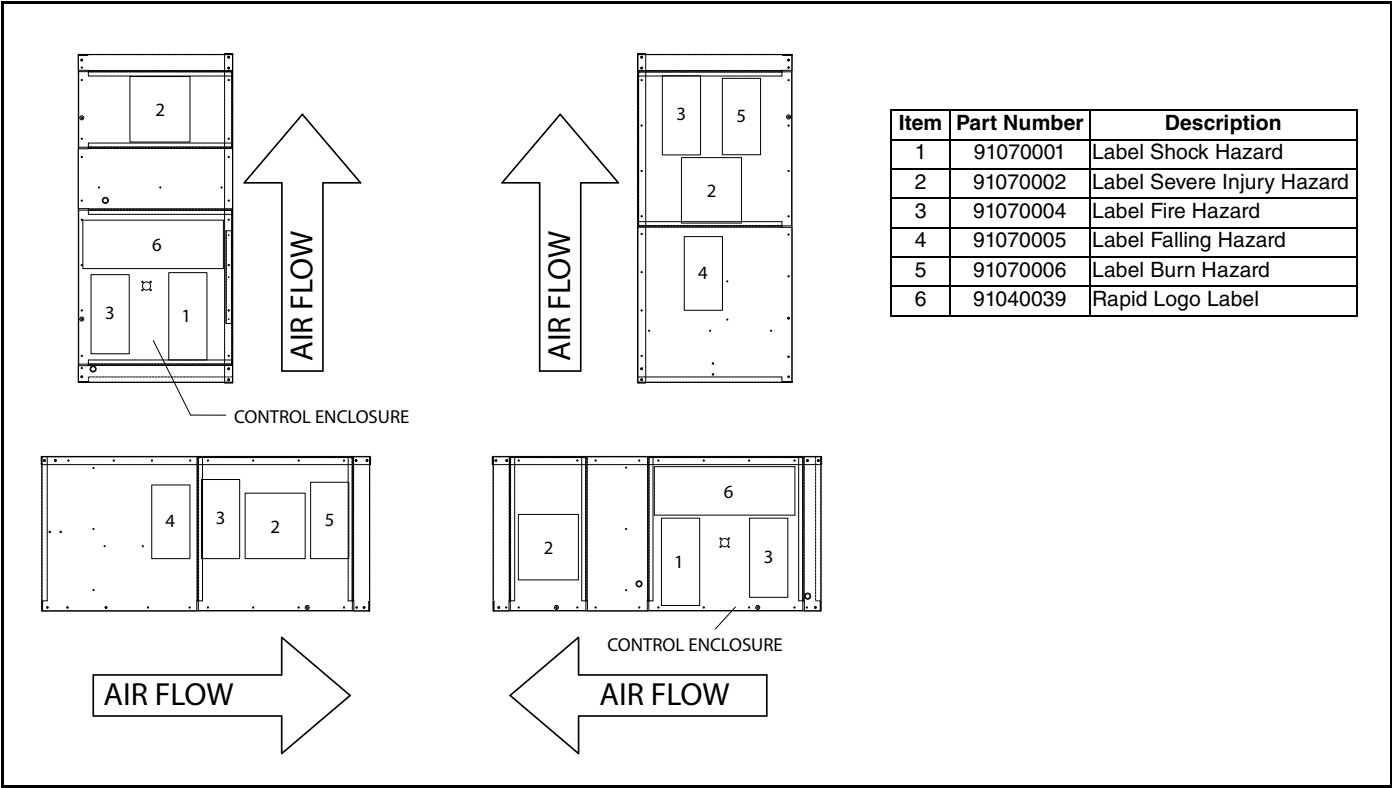 2
6
3
1
AIR FLOW
CONTROL ENCLOSURE
3
5
2
4
AIR FLOW
Item Part Number Description
1 91070001 Label Shock Hazard
2 91070002 Label Severe Injury Hazard
3 91070004 Label Fire Hazard
4 91070005 Label Falling Hazard
5 91070006 Label Burn Hazard
6 91040039 Rapid Logo Label
4
3
2
5
AIR FLOW
6
2
1
3
CONTROL ENCLOSURE
AIR FLOW